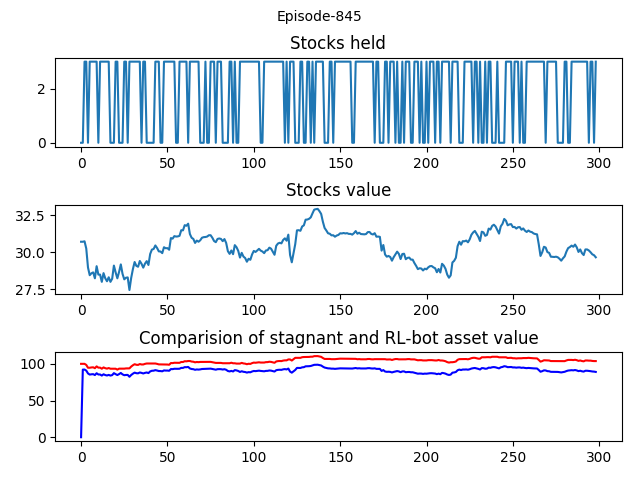 Episode-845
Stocks held
2
0
0 50 100 150 200 250 300
Stocks value
32.5
30.0
27.5
0 50 100 150 200 250 300
Comparision of stagnant and RL-bot asset value
100
50
0
0 50 100 150 200 250 300